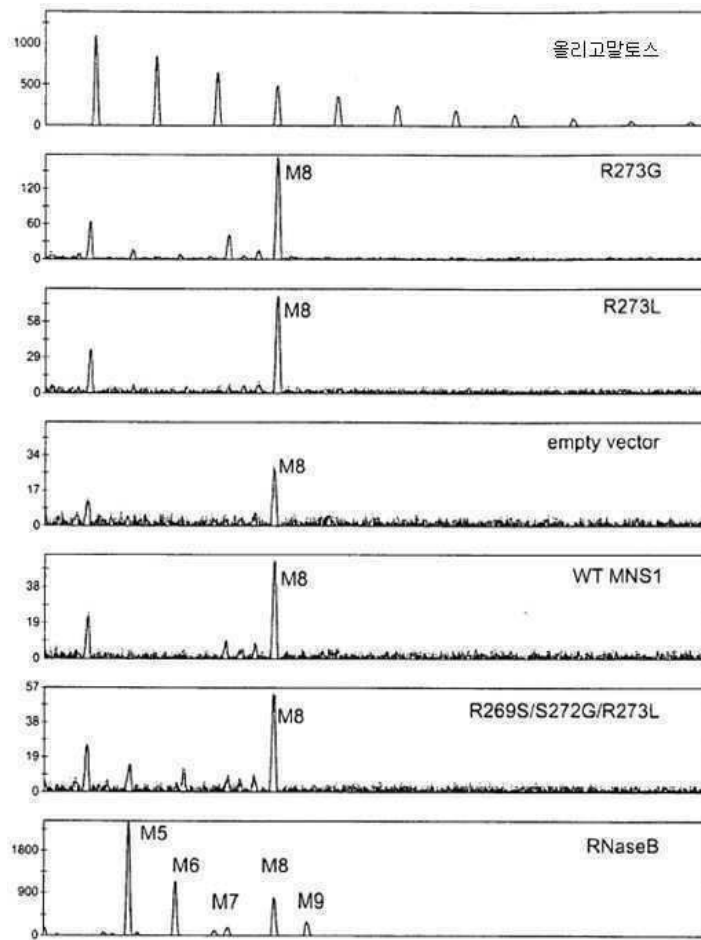 올리고말토스
1000
500
0
M8
R273G
120
60
0
M8
R273L
58
29
0
M8
empty vector
34
17
0
M8
WT MNS1
38
19
0
57
M8
R269S/S272G/R273L
38
19
0
M5
RNaseB
1800
M6
M8
900
M7
M9
0